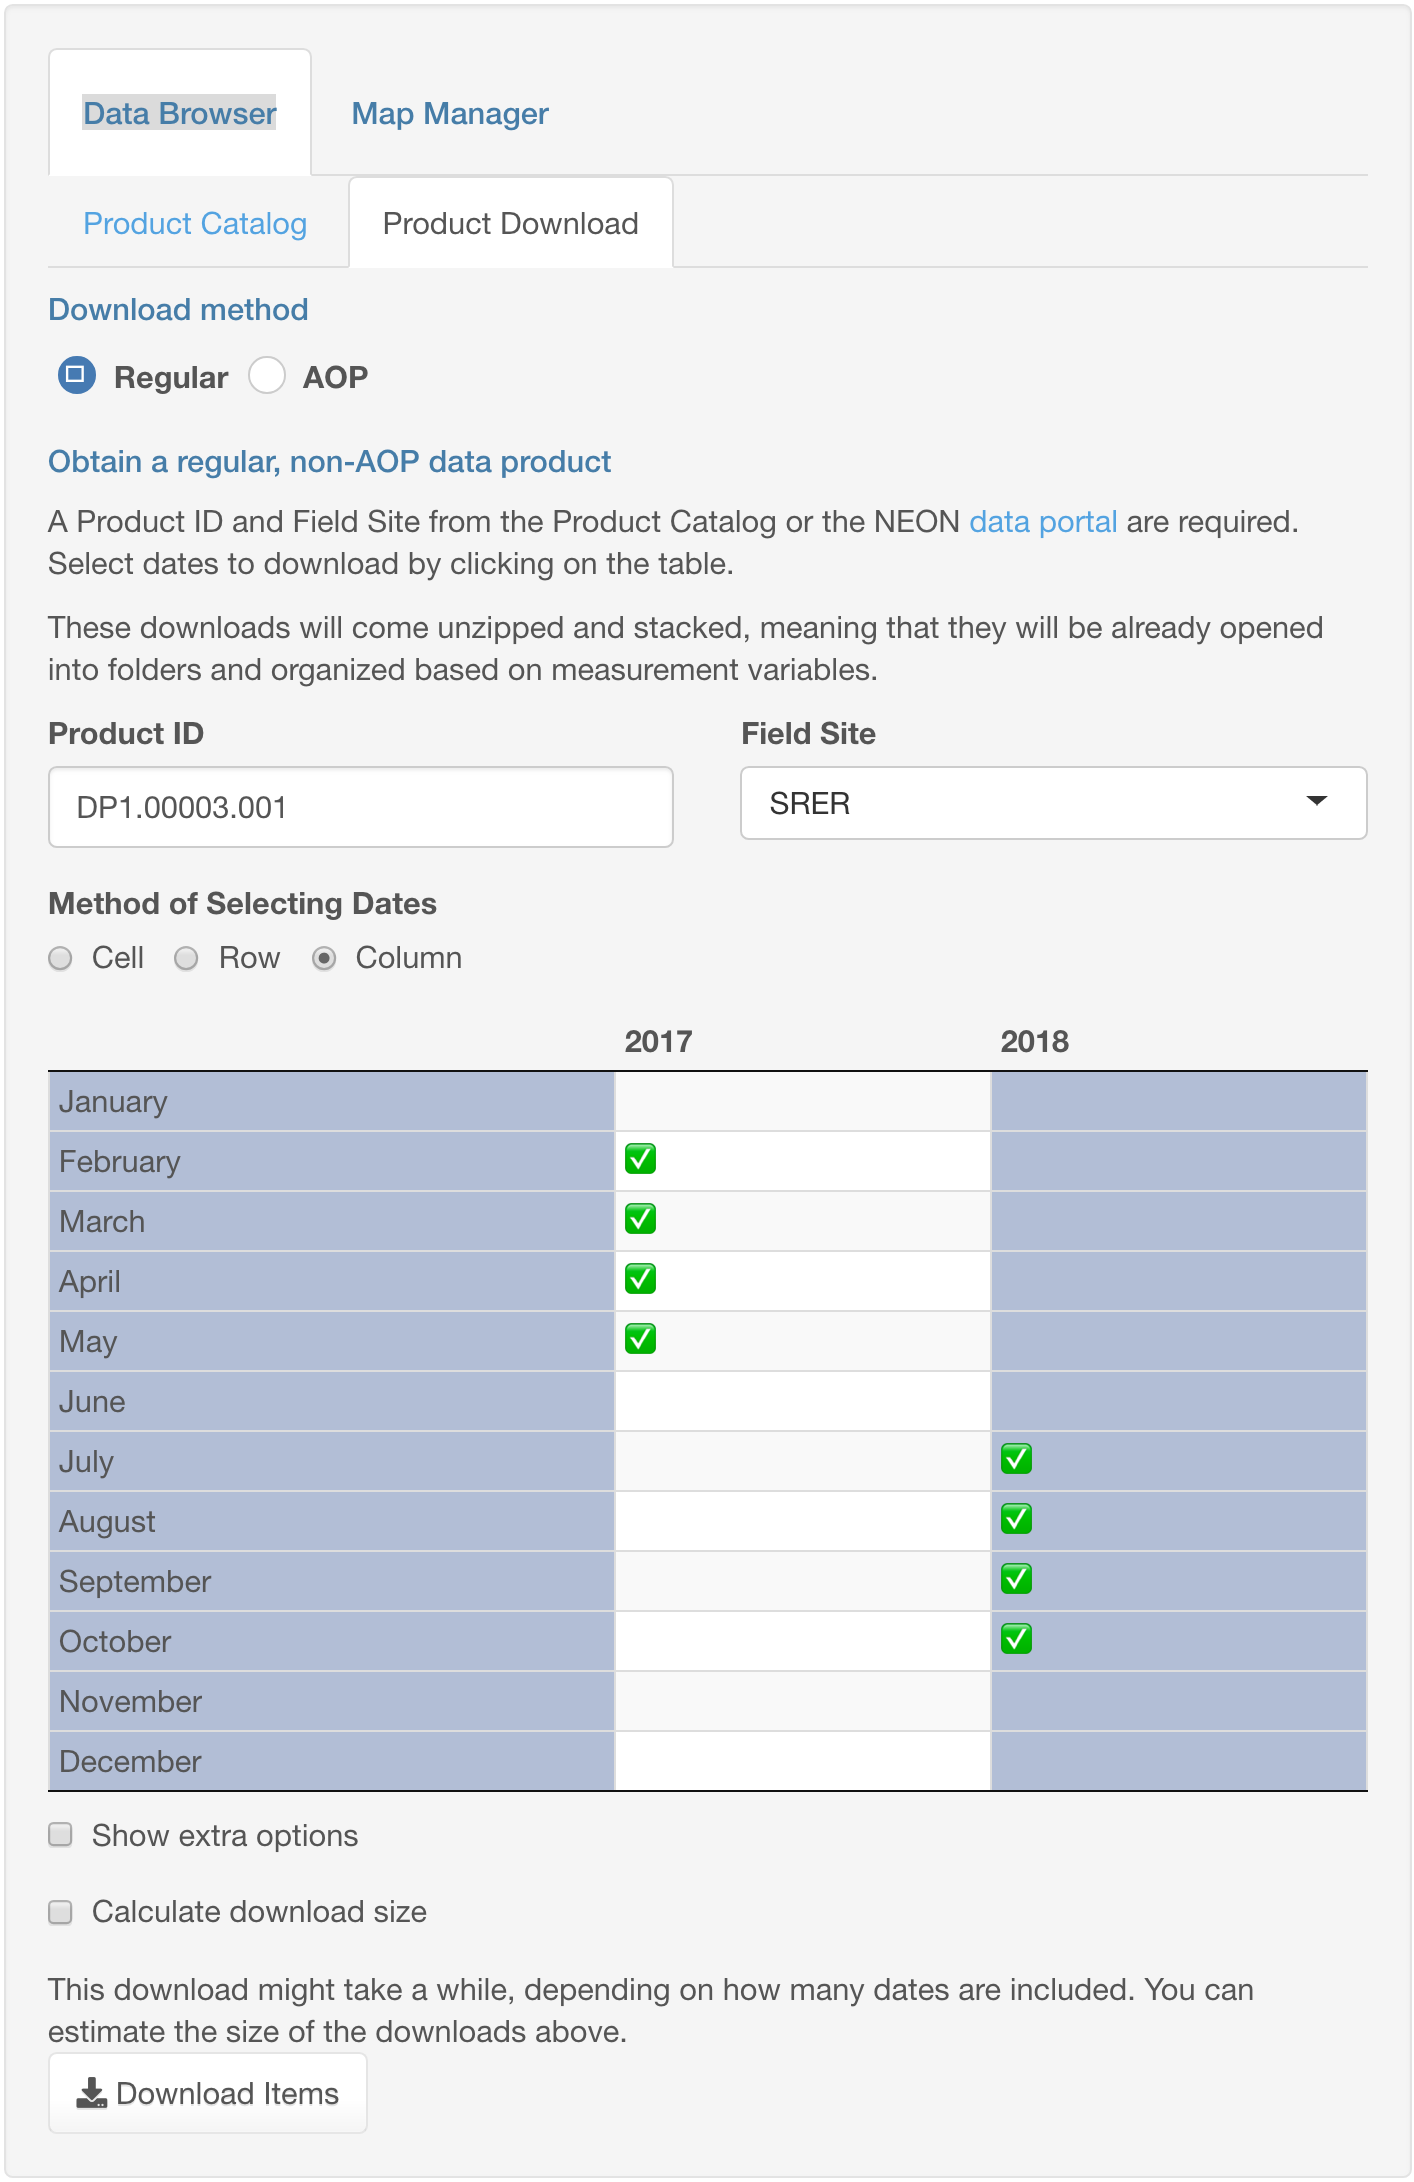 Data Browser Map Manager
Product Catalog Product Download
Download method
Regular AOP
Obtain a regular, non-AOP data product
A Product ID and Field Site from the Product Catalog or the NEON data portal are required.
Select dates to download by clicking on the table.
These downloads will come unzipped and stacked, meaning that they will be already opened
into folders and organized based on measurement variables.
Product ID Field Site
DP1.00003.001 SRER
Method of Selecting Dates
Cell Row Column
2017 2018
January
February ✅
March ✅
April ✅
May ✅
June
July ✅
August ✅
September ✅
October ✅
November
December
Show extra options
Calculate download size
This download might take a while, depending on how many dates are included. You can
estimate the size of the downloads above.
Download Items